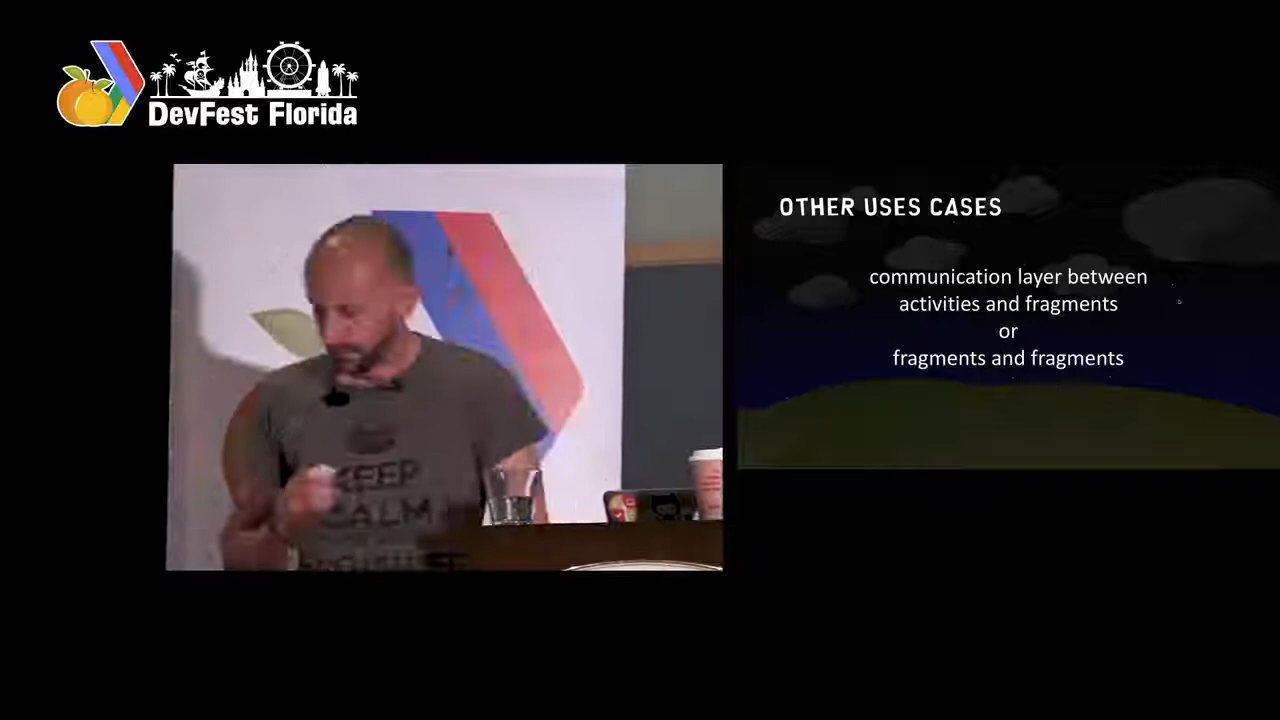 DevFest Florida
OTHER USES CASES
communication layer between
activities and fragments
or
fragments and fragments
KEEP
CALM